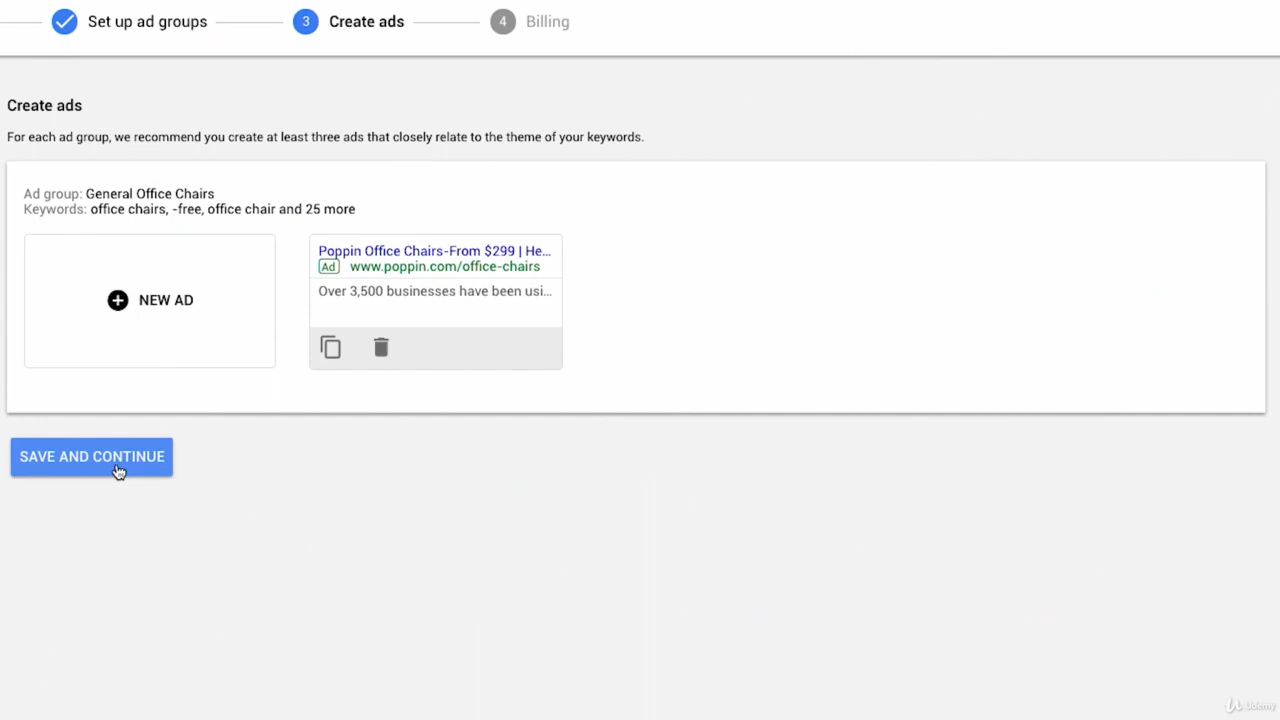 Set up ad groups
3
Create ads
4
Billing
Create ads
For each ad group, we recommend you create at least three ads that closely relate to the theme of your keywords.
Ad group: General Office Chairs
Keywords: office chairs, -free, office chair and 25 more
NEW AD
Poppin Office Chairs-From $299 | He...
Ad www.poppin.com/office-chairs
Over 3,500 businesses have been usi...
SAVE AND CONTINUE
Udemy